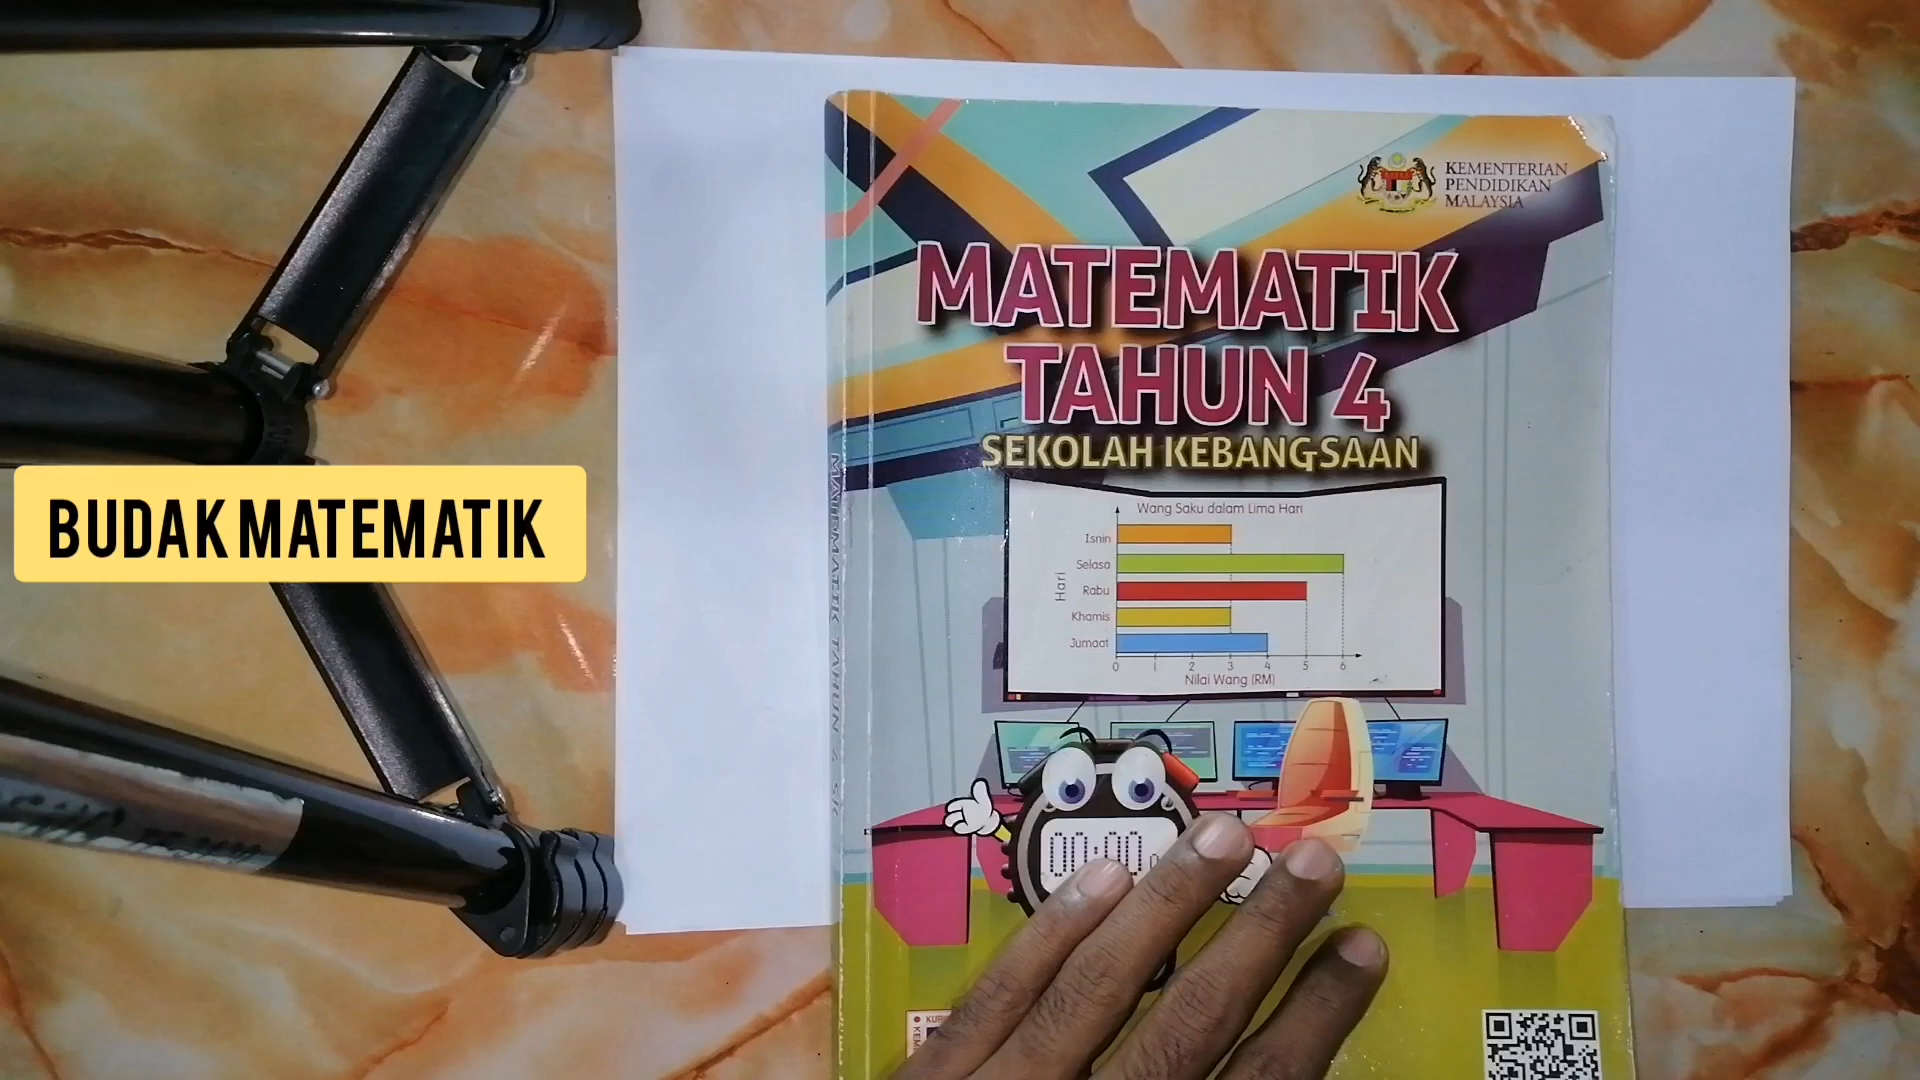 KEMENTERIAN
PENDIDIKAN
MALAYSIA
MATEMATIK
TAHUN 4
SEKOLAH KEBANGSAAN
BUDAK MATEMATIK
MATEMATIK TAHUN 4 SK
Wang Saku dalam Lima Hari
Hari
Isnin
Selasa
Rabu
Khamis
Jumaat
0 1 2 3 4 5 6
Nilai Wang (RM)
00:00